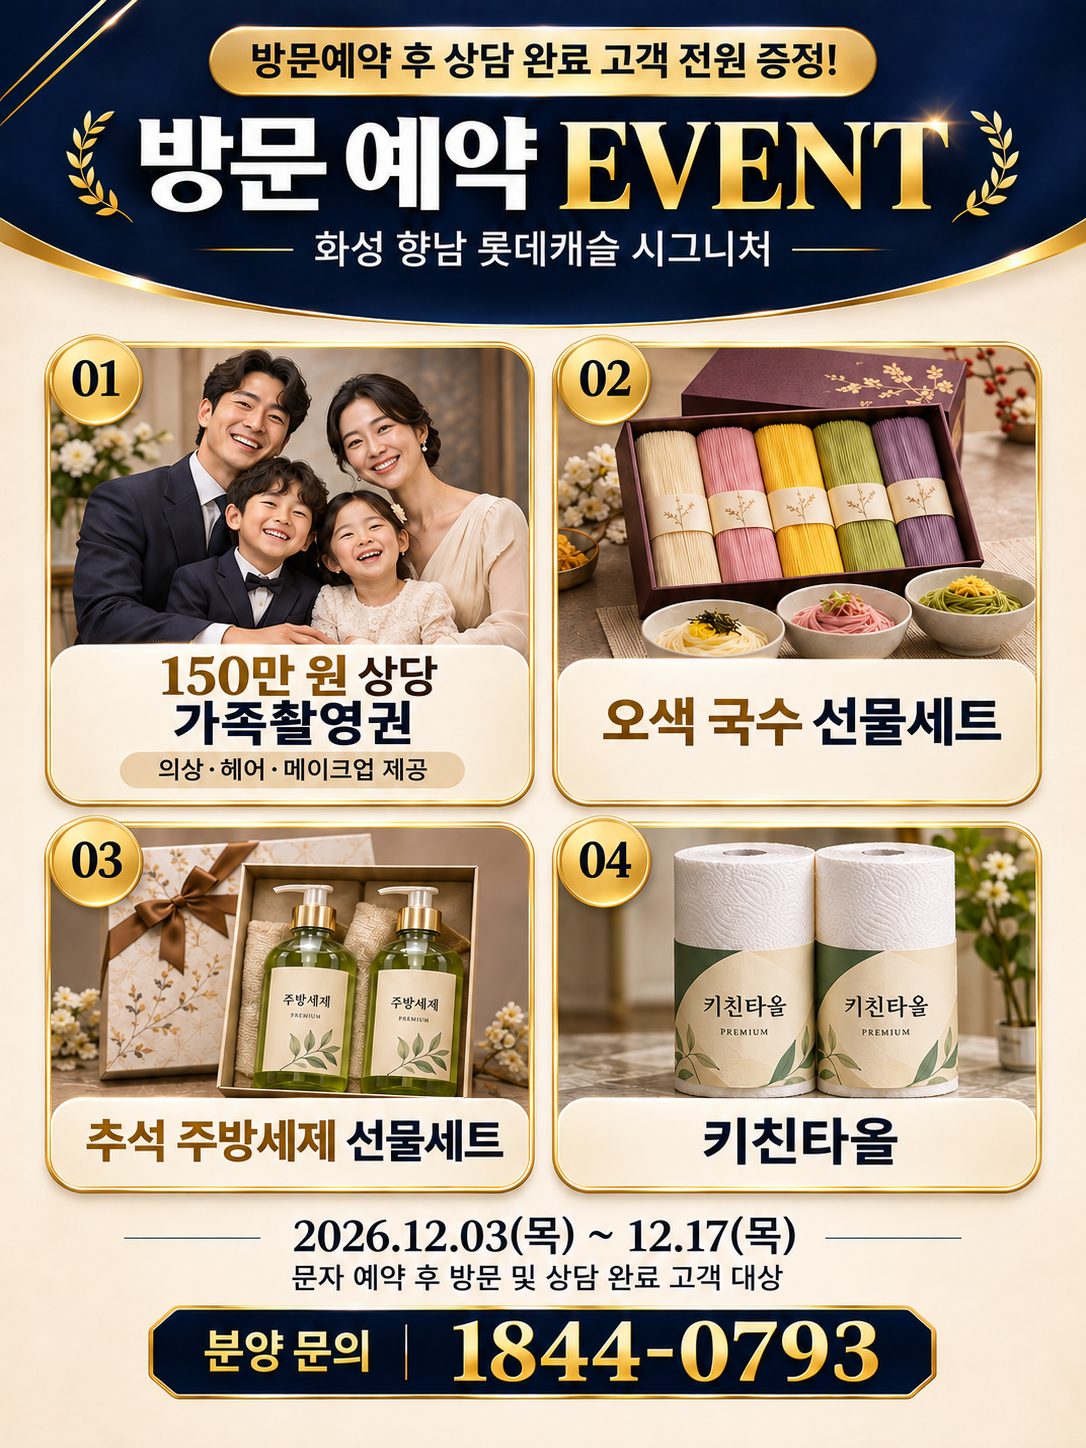 방문예약 후 상담 완료 고객 전원 증정!
방문 예약 EVENT
화성 향남 롯데캐슬 시그니처
01
150만 원 상당
가족촬영권
의상·헤어·메이크업 제공
02
오색 국수 선물세트
03
주방세제
PREMIUM
주방세제
PREMIUM
추석 주방세제 선물세트
04
키친타올
PREMIUM
키친타올
PREMIUM
키친타올
2026.12.03(목) ~ 12.17(목)
문자 예약 후 방문 및 상담 완료 고객 대상
분양 문의 1844-0793